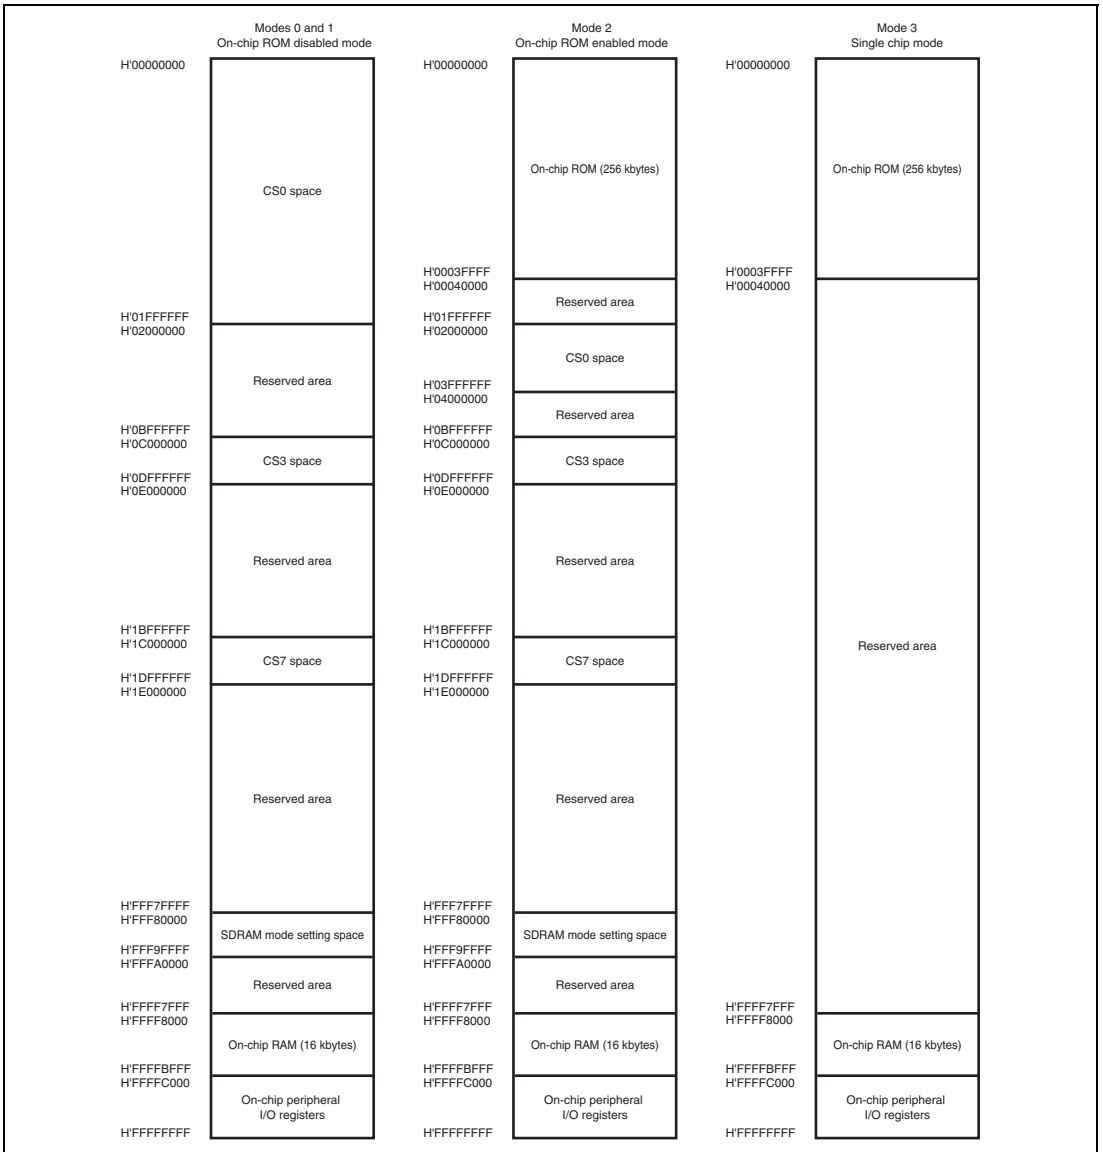 Modes 0 and 1
On-chip ROM disabled mode
H'00000000
CS0 space
H'01FFFFFF
H'02000000
Reserved area
H'0BFFFFFF
H'0C000000
CS3 space
H'0DFFFFFF
H'0E000000
Reserved area
H'1BFFFFFF
H'1C000000
CS7 space
H'1DFFFFFF
H'1E000000
Reserved area
H'FFF7FFFF
H'FFF80000
SDRAM mode setting space
H'FFF9FFFF
H'FFFA0000
Reserved area
H'FFFF7FFF
H'FFFF8000
On-chip RAM (16 kbytes)
H'FFFFBFFF
H'FFFFC000
On-chip peripheral
I/O registers
H'FFFFFFFF
Mode 2
On-chip ROM enabled mode
H'00000000
On-chip ROM (256 kbytes)
H'0003FFFF
H'00040000
Reserved area
H'01FFFFFF
H'02000000
CS0 space
H'03FFFFFF
H'04000000
Reserved area
H'0BFFFFFF
H'0C000000
CS3 space
H'0DFFFFFF
H'0E000000
Reserved area
H'1BFFFFFF
H'1C000000
CS7 space
H'1DFFFFFF
H'1E000000
Reserved area
H'FFF7FFFF
H'FFF80000
SDRAM mode setting space
H'FFF9FFFF
H'FFFA0000
Reserved area
H'FFFF7FFF
H'FFFF8000
On-chip RAM (16 kbytes)
H'FFFFBFFF
H'FFFFC000
On-chip peripheral
I/O registers
H'FFFFFFFF
Mode 3
Single chip mode
H'00000000
On-chip ROM (256 kbytes)
H'0003FFFF
H'00040000
Reserved area
H'FFFF7FFF
H'FFFF8000
On-chip RAM (16 kbytes)
H'FFFFBFFF
H'FFFFC000
On-chip peripheral
I/O registers
H'FFFFFFFF